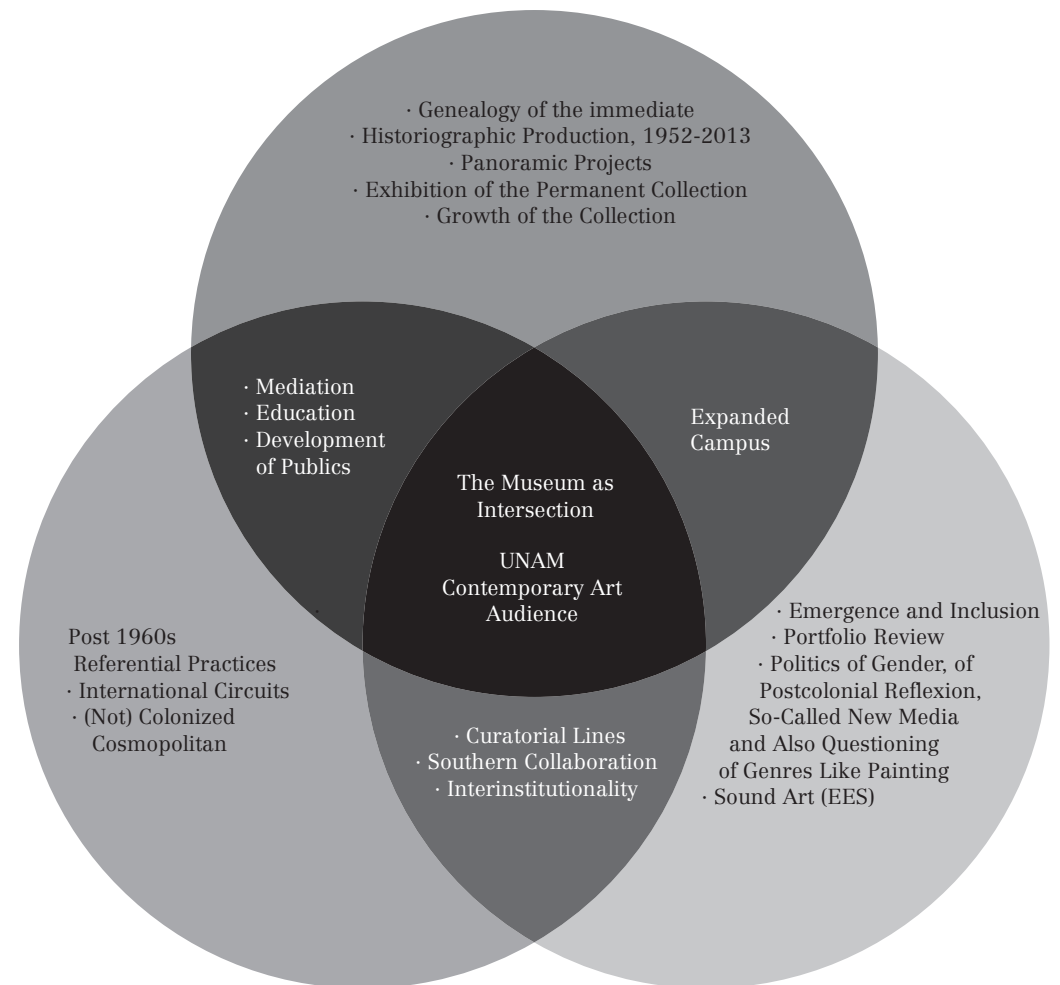 · Genealogy of the immediate
· Historiographic Production, 1952-2013
· Panoramic Projects
· Exhibition of the Permanent Collection
· Growth of the Collection
· Mediation
· Education
· Development
of Publics
Expanded
Campus
The Museum as
Intersection
UNAM
Contemporary Art
Audience
Post 1960s
Referential Practices
· International Circuits
· (Not) Colonized
Cosmopolitan
· Emergence and Inclusion
· Portfolio Review
· Politics of Gender, of
Postcolonial Reflexion,
So-Called New Media
and Also Questioning
of Genres Like Painting
· Sound Art (EES)
· Curatorial Lines
· Southern Collaboration
· Interinstitutionality